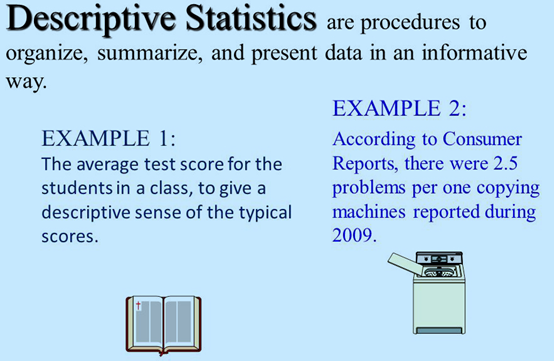 Descriptive Statistics are procedures to
organize, summarize, and present data in an informative
way.
EXAMPLE 1:
The average test score for the
students in a class, to give a
descriptive sense of the typical
scores.
EXAMPLE 2:
According to Consumer
Reports, there were 2.5
problems per one copying
machines reported during
2009.